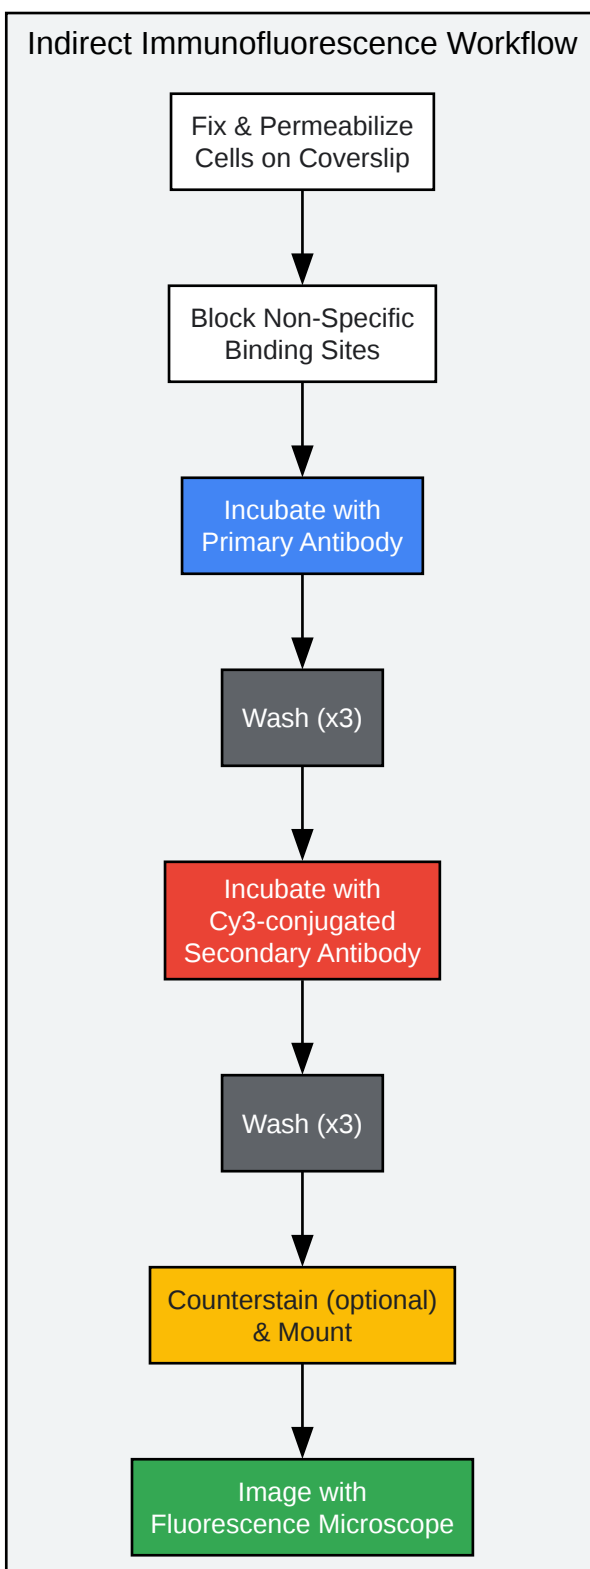 Indirect Immunofluorescence Workflow
Fix & Permeabilize
Cells on Coverslip
Block Non-Specific
Binding Sites
Incubate with
Primary Antibody
Wash (x3)
Incubate with
Cy3-conjugated
Secondary Antibody
Wash (x3)
Counterstain (optional)
& Mount
Image with
Fluorescence Microscope